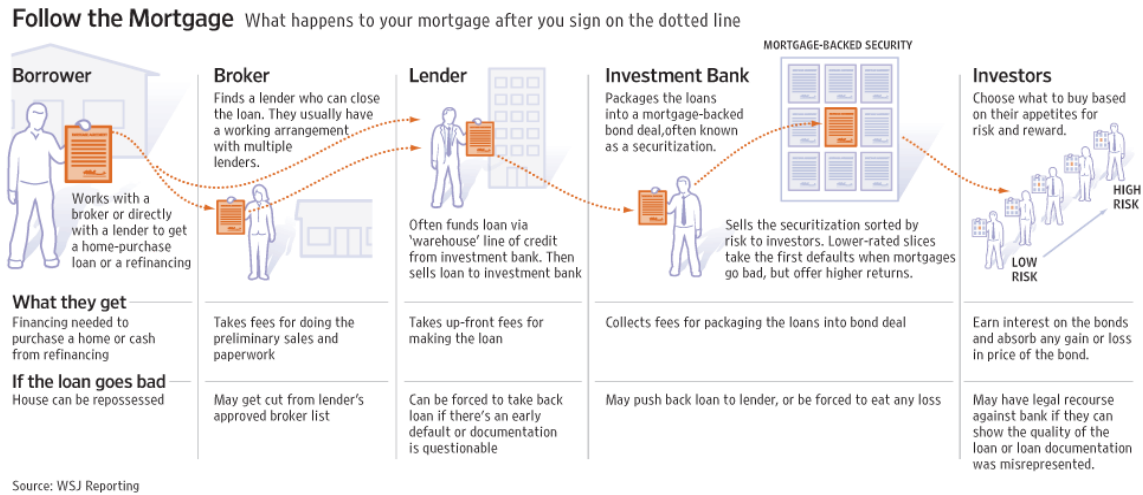 Follow the Mortgage What happens to your mortgage after you sign on the dotted line
Borrower
Works with a
broker or directly
with a lender to get
a home-purchase
loan or a refinancing
Broker
Finds a lender who can close
the loan. They usually have
a working arrangement
with multiple
lenders.
Lender
Often funds loan via
‘warehouse’ line of credit
from investment bank. Then
sells loan to investment bank
Investment Bank
Packages the loans
into a mortgage-backed
bond deal,often known
as a securitization.
MORTGAGE-BACKED SECURITY
Sells the securitization sorted by
risk to investors. Lower-rated slices
take the first defaults when mortgages
go bad, but offer higher returns.
Investors
Choose what to buy based
on their appetites for
risk and reward.
HIGH
RISK
LOW
RISK
What they get
Financing needed to
purchase a home or cash
from refinancing
Takes fees for doing the
preliminary sales and
paperwork
Takes up-front fees for
making the loan
Collects fees for packaging the loans into bond deal
Earn interest on the bonds
and absorb any gain or loss
in price of the bond.
If the loan goes bad
House can be repossessed
May get cut from lender’s
approved broker list
Can be forced to take back
loan if there’s an early
default or documentation
is questionable
May push back loan to lender, or be forced to eat any loss
May have legal recourse
against bank if they can
show the quality of the
loan or loan documentation
was misrepresented.
Source: WSJ Reporting